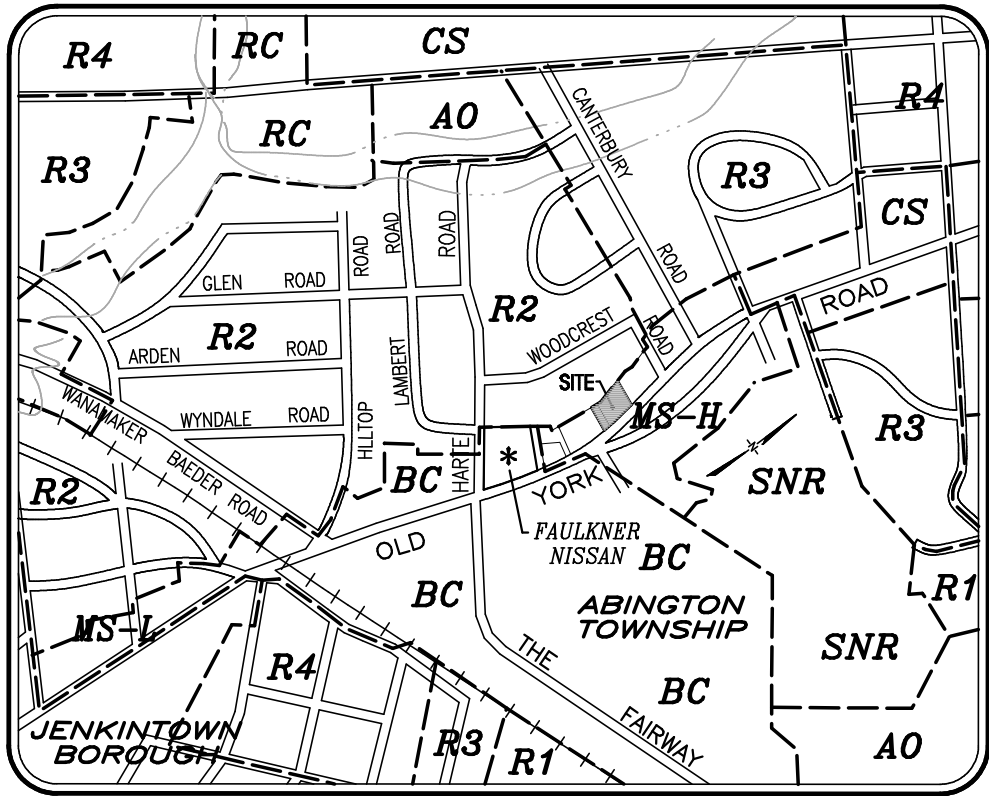 R4
RC
CS
R4
RC
AO
R3
R3
CS
CANTERBURY
ROAD
ROAD
ROAD
ROAD
GLEN ROAD
R2
R2
ROAD
WOODCREST
ROAD
ARDEN ROAD
LAMBERT
SITE
WANAMAKER
WYNDALE ROAD
HILLTOP
MS-H
R3
BAEDER ROAD
HARTE
*
BC
N
SNR
R2
YORK
OLD
FAULKNER
NISSAN
BC
BC
R1
ABINGTON
TOWNSHIP
MS-L
THE
SNR
R4
BC
FAIRWAY
JENKINTOWN
BOROUGH
R3
R1
AO